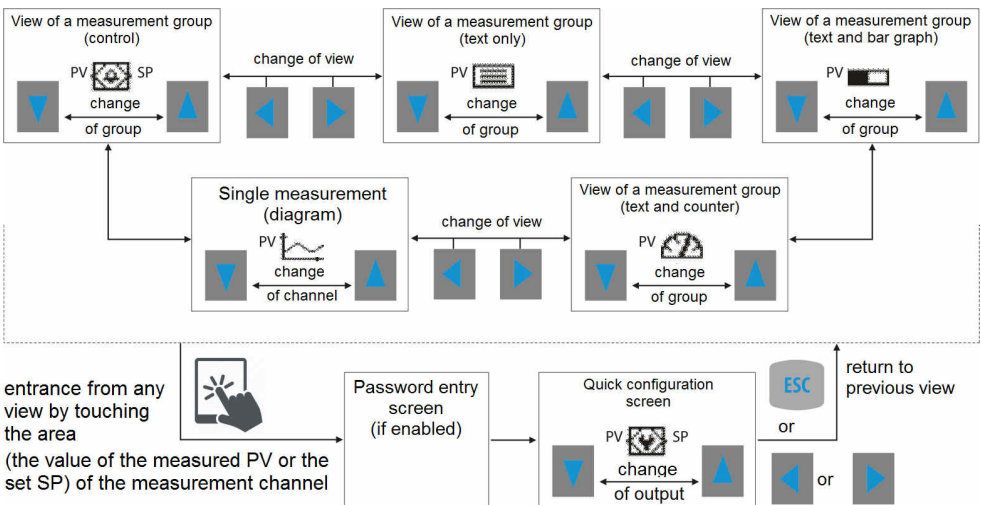 View of a measurement group
(control)
PV SP
change
of group
change of view
View of a measurement group
(text only)
PV
change
of group
change of view
View of a measurement group
(text and bar graph)
PV
change
of group
Single measurement
(diagram)
PV
change
of channel
change of view
View of a measurement group
(text and counter)
PV
change
of group
entrance from any
view by touching
the area
(the value of the measured PV or the
set SP) of the measurement channel
Password entry
screen
(if enabled)
Quick configuration
screen
PV SP
change
of output
ESC
or
or
return to
previous view